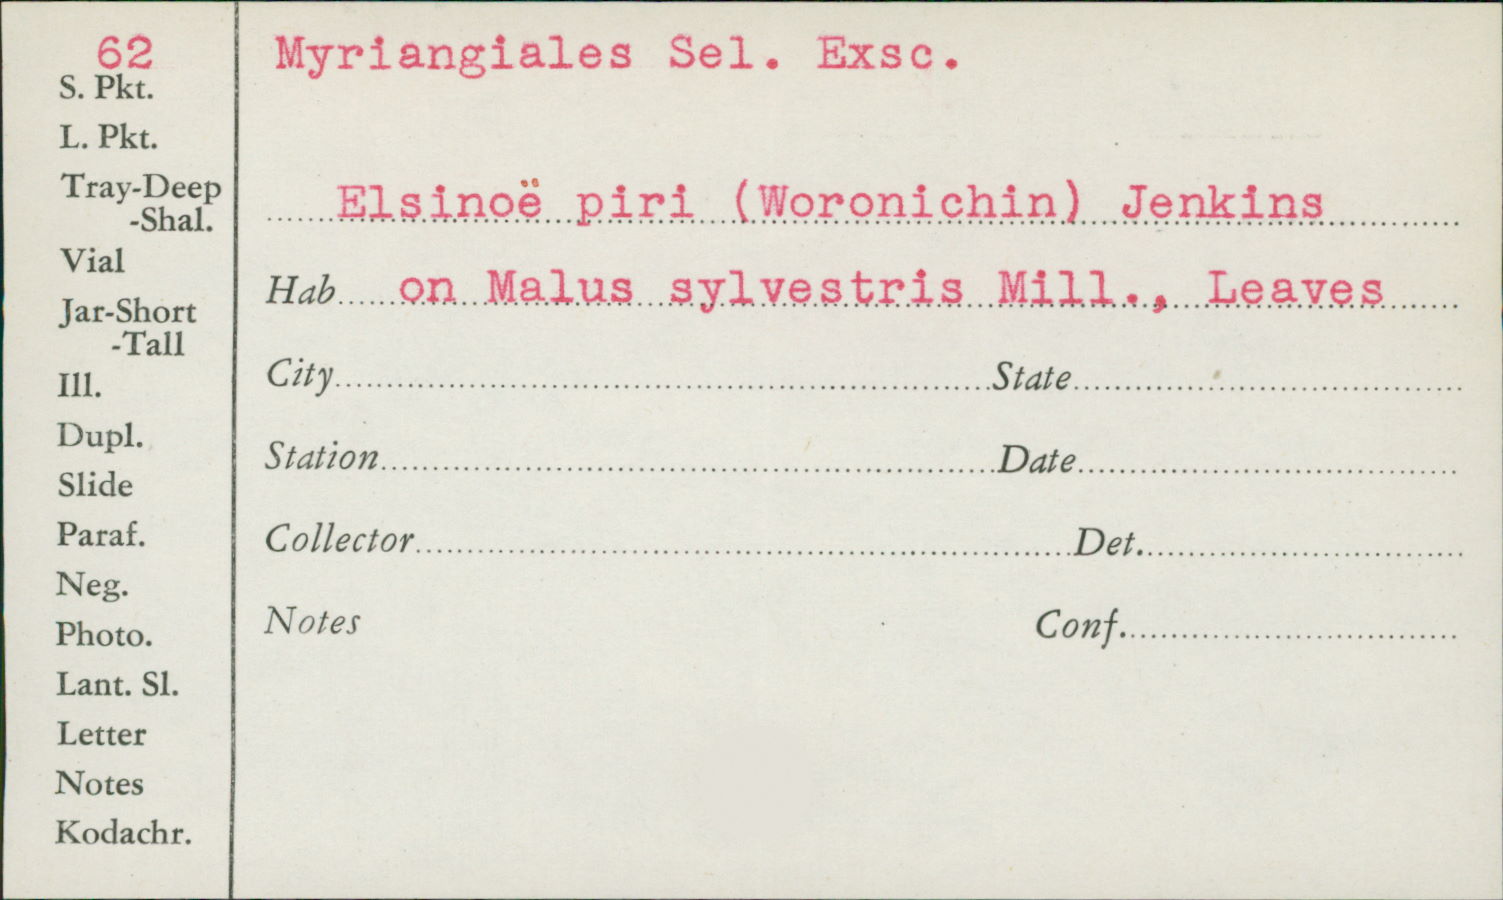 62
S. Pkt.
L. Pkt.
Tray-Deep
-Shal.
Vial
Jar-Short
-Tall
Ill.
Dupl.
Slide
Paraf.
Neg.
Photo.
Lant. Sl.
Letter
Notes
Kodachr.
Myriangiales Sel. Exsc.
Elsinoë piri (Woronichin) Jenkins
Hab. on Malus sylvestris Mill., Leaves
City State
Station Date
Collector Det.
Notes Conf.